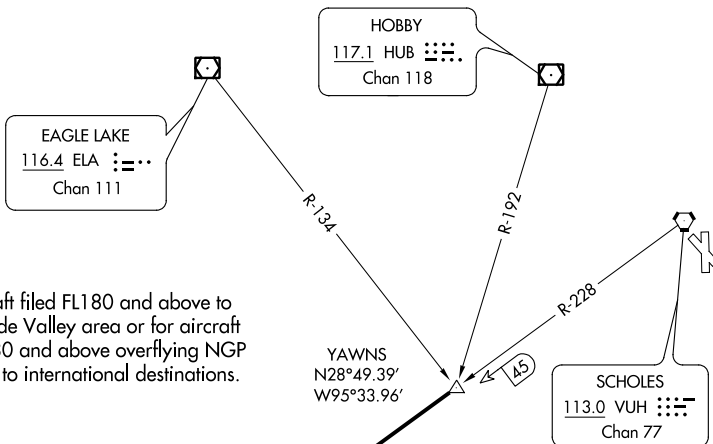 HOBBY
117.1 HUB
Chan 118
EAGLE LAKE
116.4 ELA
Chan 111
R-134
R-192
R-228
aft filed FL180 and above to
de Valley area or for aircraft
80 and above overflying NGP
to international destinations.
YAWNS
N28°49.39'
W95°33.96'
45
SCHOLES
113.0 VUH
Chan 77